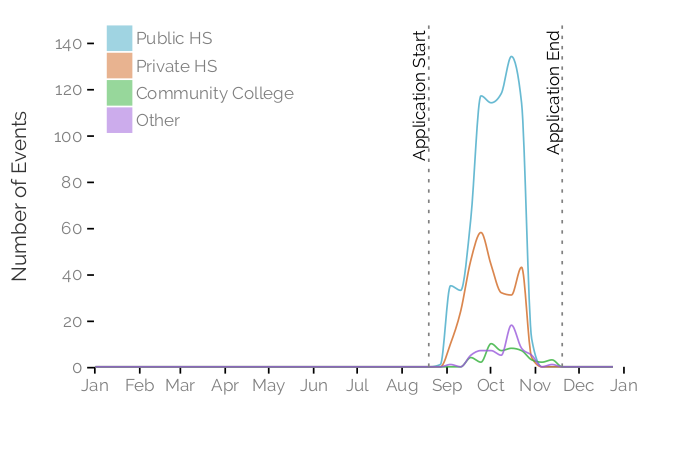 Public HS
Private HS
Community College
Other
Application Start
Application End
Number of Events
140
120
100
80
60
40
20
0
Jan Feb Mar Apr May Jun Jul Aug Sep Oct Nov Dec Jan